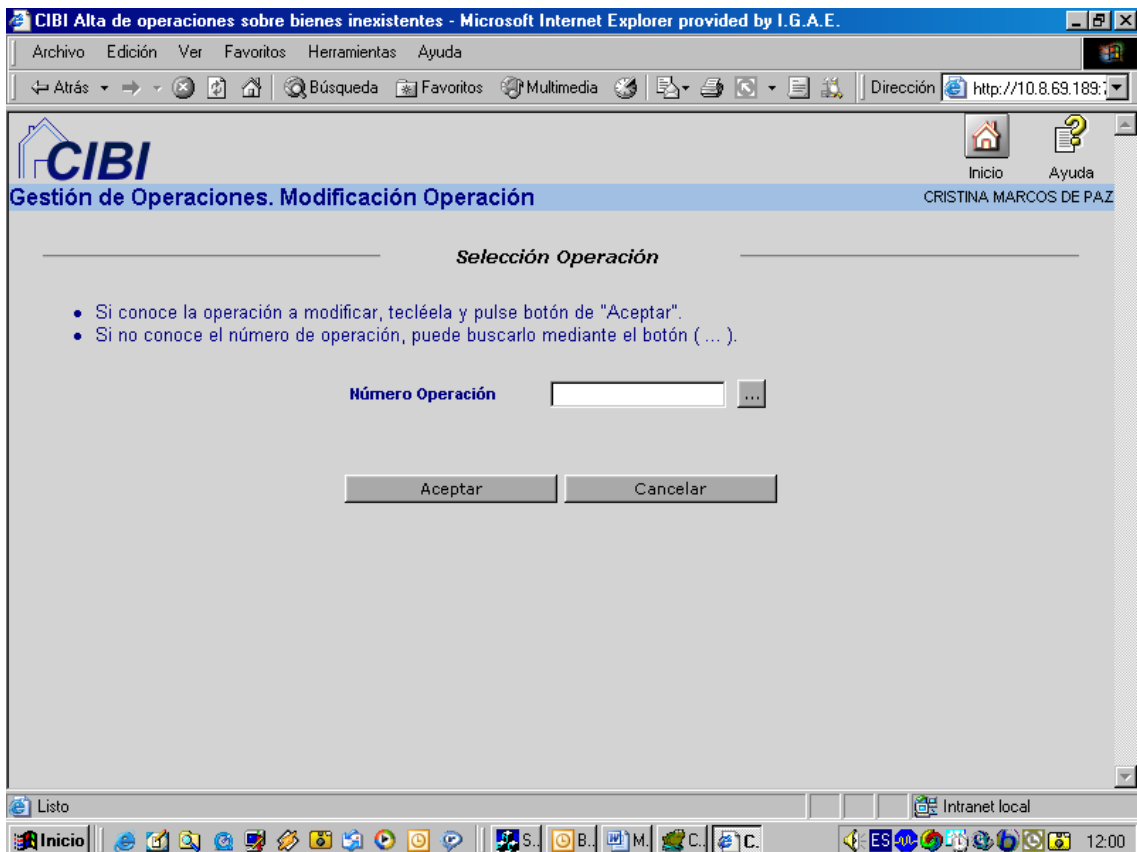 CIBI Alta de operaciones sobre bienes inexistentes - Microsoft Internet Explorer provided by I.G.A.E.
Archivo Edición Ver Favoritos Herramientas Ayuda
Atrás Búsqueda Favoritos Multimedia Dirección http://10.8.69.189:7
CIBI
Inicio Ayuda
Gestión de Operaciones. Modificación Operación CRISTINA MARCOS DE PAZ
Selección Operación
• Si conoce la operación a modificar, tecléela y pulse botón de "Aceptar".
• Si no conoce el número de operación, puede buscarlo mediante el botón ( ... ).
Número Operación ...
Aceptar Cancelar
Listo Intranet local
Inicio S.. B.. M. C.. C. ES 12:00